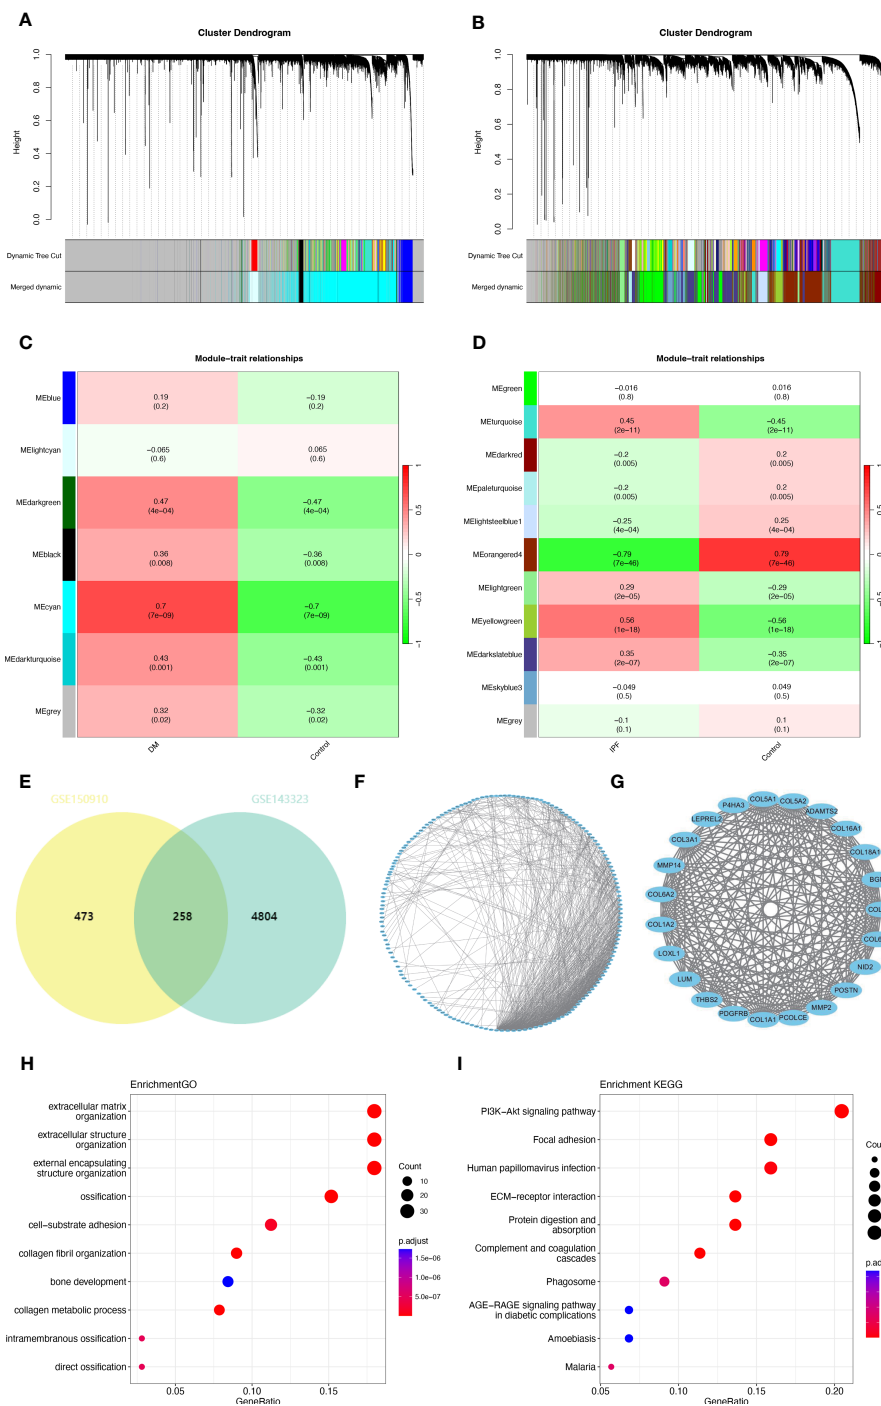 A
Cluster Dendrogram
Height
1.0
0.8
0.6
0.4
0.2
0.0
Dynamic Tree Cut
Merged dynamic
B
Cluster Dendrogram
Height
1.0
0.8
0.6
0.4
0.2
0.0
Dynamic Tree Cut
Merged dynamic
C
Module−trait relationships
MEblue
0.19
(0.2)
−0.19
(0.2)
MElightcyan
−0.065
(0.6)
0.065
(0.6)
MEdarkgreen
0.47
(4e−04)
−0.47
(4e−04)
MEblack
0.36
(0.008)
−0.36
(0.008)
MEcyan
0.7
(7e−09)
−0.7
(7e−09)
MEdarkturquoise
0.43
(0.001)
−0.43
(0.001)
MEgrey
0.32
(0.02)
−0.32
(0.02)
DM
Control
1
0.5
0
−0.5
−1
D
Module−trait relationships
MEgreen
−0.016
(0.8)
0.016
(0.8)
MEturquoise
0.45
(2e−11)
−0.45
(2e−11)
MEdarkred
−0.2
(0.005)
0.2
(0.005)
MEpaleturquoise
−0.2
(0.005)
0.2
(0.005)
MElightsteelblue1
−0.25
(4e−04)
0.25
(4e−04)
MEorangered4
−0.79
(7e−46)
0.79
(7e−46)
MElightgreen
0.29
(2e−05)
−0.29
(2e−05)
MEyellowgreen
0.56
(1e−18)
−0.56
(1e−18)
MEdarkslateblue
0.35
(2e−07)
−0.35
(2e−07)
MEskyblue3
−0.049
(0.5)
0.049
(0.5)
MEgrey
−0.1
(0.1)
0.1
(0.1)
IPF
Control
1
0.5
0
−0.5
−1
E
GSE150910
GSE143323
473
258
4804
F
G
COL5A1
COL5A2
ADAMTS2
COL16A1
COL18A1
BG
COL
COL6
NID2
POSTN
MMP2
PCOLCE
COL1A1
PDGFRB
THBS2
LUM
LOXL1
COL1A2
COL6A2
MMP14
COL3A1
LEPREL2
P4HA3
H
EnrichmentGO
extracellular matrix
organization
extracellular structure
organization
external encapsulating
structure organization
ossification
cell−substrate adhesion
collagen fibril organization
bone development
collagen metabolic process
intramembranous ossification
direct ossification
0.05
0.10
0.15
GeneRatio
Count
10
20
30
p.adjust
1.5e−06
1.0e−06
5.0e−07
I
Enrichment KEGG
PI3K−Akt signaling pathway
Focal adhesion
Human papillomavirus infection
ECM−receptor interaction
Protein digestion and
absorption
Complement and coagulation
cascades
Phagosome
AGE−RAGE signaling pathway
in diabetic complications
Amoebiasis
Malaria
0.05
0.10
0.15
0.20
GeneRatio
Cou
p.ad